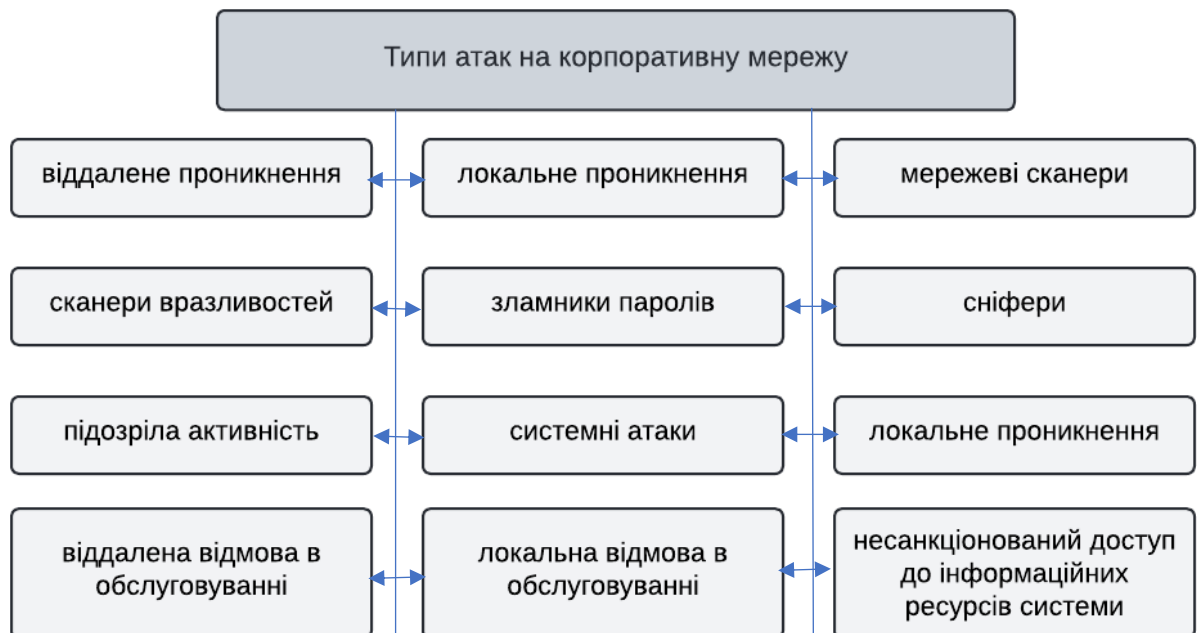 Типи атак на корпоративну мережу
віддалене проникнення
локальне проникнення
мережеві сканери
сканери вразливостей
зламники паролів
сніфери
підозріла активність
системні атаки
локальне проникнення
віддалена відмова в
обслуговуванні
локальна відмова в
обслуговуванні
несанкціонований доступ
до інформаційних
ресурсів системи